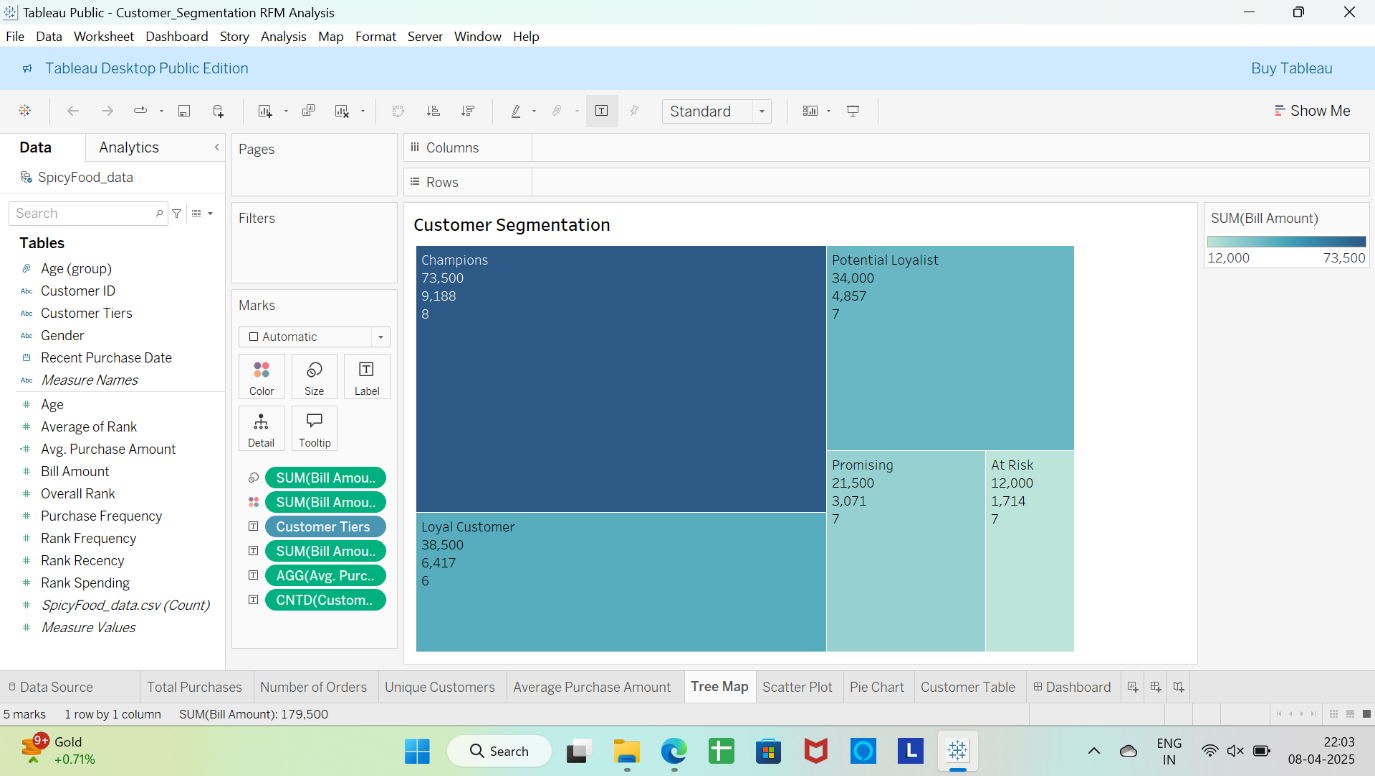 Tableau Public - Customer_Segmentation RFM Analysis
File Data Worksheet Dashboard Story Analysis Map Format Server Window Help
Tableau Desktop Public Edition
Buy Tableau
Standard
Show Me
Data
Analytics
SpicyFood_data
Search
Tables
Age (group)
Abc Customer ID
Abc Customer Tiers
Abc Gender
Recent Purchase Date
Abc Measure Names
# Age
# Average of Rank
# Avg. Purchase Amount
# Bill Amount
# Overall Rank
# Purchase Frequency
# Rank Frequency
# Rank Recency
# Rank Spending
# SpicyFood_data.csv (Count)
# Measure Values
Pages
Filters
Marks
Automatic
Color
Size
Label
Detail
Tooltip
SUM(Bill Amou..
SUM(Bill Amou..
Customer Tiers
SUM(Bill Amou..
AGG(Avg. Purc..
CNTD(Custom..
Columns
Rows
Customer Segmentation
Champions
73,500
9,188
8
Loyal Customer
38,500
6,417
6
Potential Loyalist
34,000
4,857
7
Promising
21,500
3,071
7
At Risk
12,000
1,714
7
SUM(Bill Amount)
12,000
73,500
Data Source
Total Purchases
Number of Orders
Unique Customers
Average Purchase Amount
Tree Map
Scatter Plot
Pie Chart
Customer Table
Dashboard
5 marks
1 row by 1 column
SUM(Bill Amount): 179,500
9+
Gold
+0.71%
Search
L
ENG
IN
22:03
08-04-2025